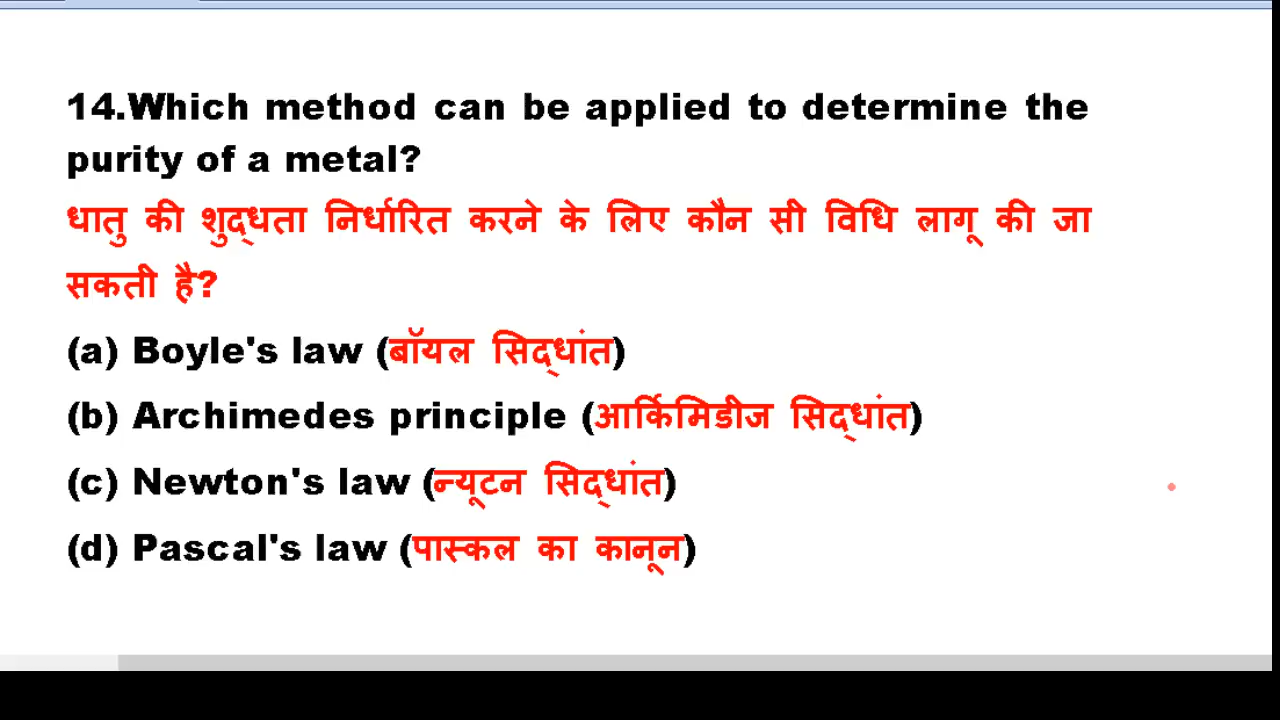 14.Which method can be applied to determine the
purity of a metal?
धातु की शुद्धता निर्धारित करने के लिए कौन सी विधि लागू की जा
सकती है?
(a) Boyle's law (बॉयल सिद्धांत)
(b) Archimedes principle (आर्किमिडीज सिद्धांत)
(c) Newton's law (न्यूटन सिद्धांत)
(d) Pascal's law (पास्कल का कानून)